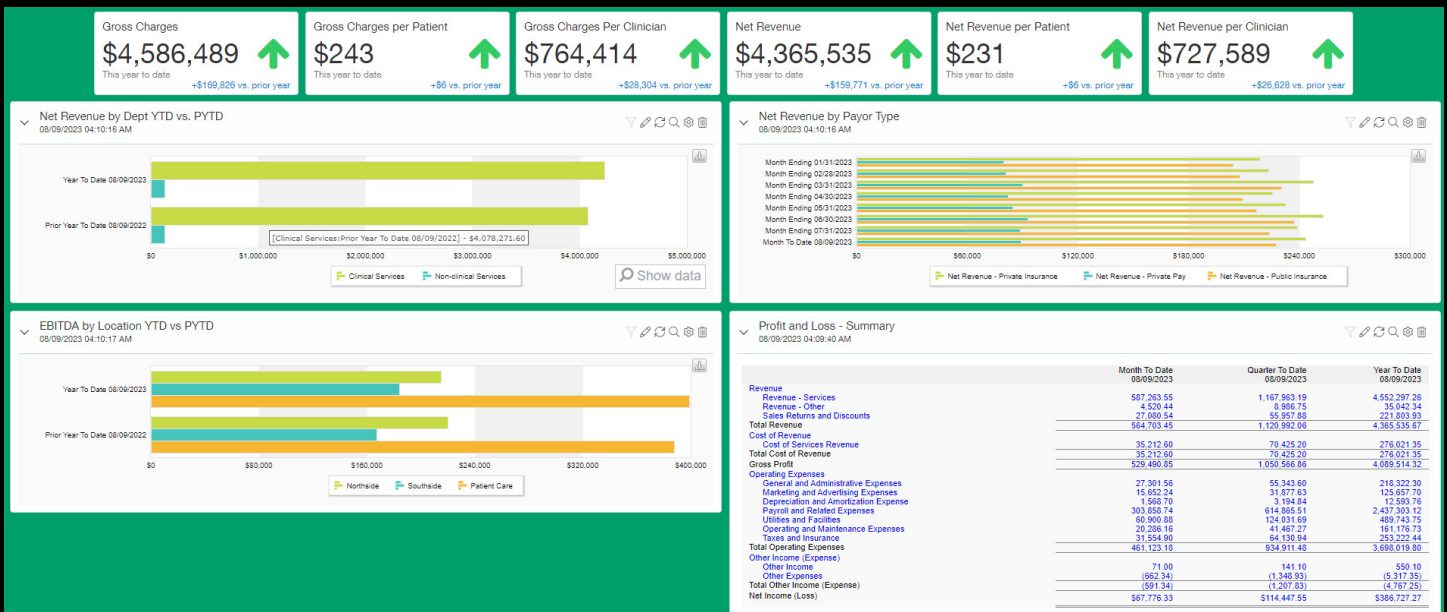 Gross Charges
$4,586,489
This year to date
+$169,826 vs. prior year
Gross Charges per Patient
$243
This year to date
+$6 vs. prior year
Gross Charges Per Clinician
$764,414
This year to date
+$28,304 vs. prior year
Net Revenue
$4,365,535
This year to date
+$159,771 vs. prior year
Net Revenue per Patient
$231
This year to date
+$6 vs. prior year
Net Revenue per Clinician
$727,589
This year to date
+$26,628 vs. prior year
Net Revenue by Dept YTD vs. PYTD
08/09/2023 04:10:16 AM
Year To Date 08/09/2023
Prior Year To Date 08/09/2022
[Clinical Services:Prior Year To Date 08/09/2022] - $4,078,271.60
$0 $1,000,000 $2,000,000 $3,000,000 $4,000,000 $5,000,000
Clinical Services Non-clinical Services
Show data
Net Revenue by Payor Type
08/09/2023 04:10:16 AM
Month Ending 01/31/2023
Month Ending 02/28/2023
Month Ending 03/31/2023
Month Ending 04/30/2023
Month Ending 05/31/2023
Month Ending 06/30/2023
Month Ending 07/31/2023
Month To Date 08/09/2023
$0 $60,000 $120,000 $180,000 $240,000 $300,000
Net Revenue - Private Insurance Net Revenue - Private Pay Net Revenue - Public Insurance
EBITDA by Location YTD vs PYTD
08/09/2023 04:10:17 AM
Year To Date 08/09/2023
Prior Year To Date 08/09/2022
$0 $80,000 $160,000 $240,000 $320,000 $400,000
Northside Southside Patient Care
Profit and Loss - Summary
08/09/2023 04:09:40 AM
Month To Date Quarter To Date Year To Date
08/09/2023 08/09/2023 08/09/2023
Revenue
Revenue - Services 587,263.55 1,167,963.19 4,552,297.26
Revenue - Other 4,520.44 8,986.75 35,042.34
Sales Returns and Discounts 27,080.54 55,957.88 221,803.93
Total Revenue 564,703.45 1,120,992.06 4,365,535.67
Cost of Revenue
Cost of Services Revenue 35,212.60 70,425.20 276,021.35
Total Cost of Revenue 35,212.60 70,425.20 276,021.35
Gross Profit 529,490.85 1,050,566.86 4,089,514.32
Operating Expenses
General and Administrative Expenses 27,301.56 55,343.60 218,322.30
Marketing and Advertising Expenses 15,652.24 31,877.63 125,657.70
Depreciation and Amortization Expense 1,568.70 3,194.84 12,593.76
Payroll and Related Expenses 303,858.74 614,865.51 2,437,303.12
Utilities and Facilities 60,900.88 124,031.69 489,743.75
Operating and Maintenance Expenses 20,286.16 41,467.27 161,176.73
Taxes and Insurance 31,554.90 64,130.94 253,222.44
Total Operating Expenses 461,123.18 934,911.48 3,698,019.80
Other Income (Expense)
Other Income 71.00 141.10 550.10
Other Expenses (662.34) (1,348.93) (5,317.35)
Total Other Income (Expense) (591.34) (1,207.83) (4,767.25)
Net Income (Loss) $67,776.33 $114,447.55 $386,727.27